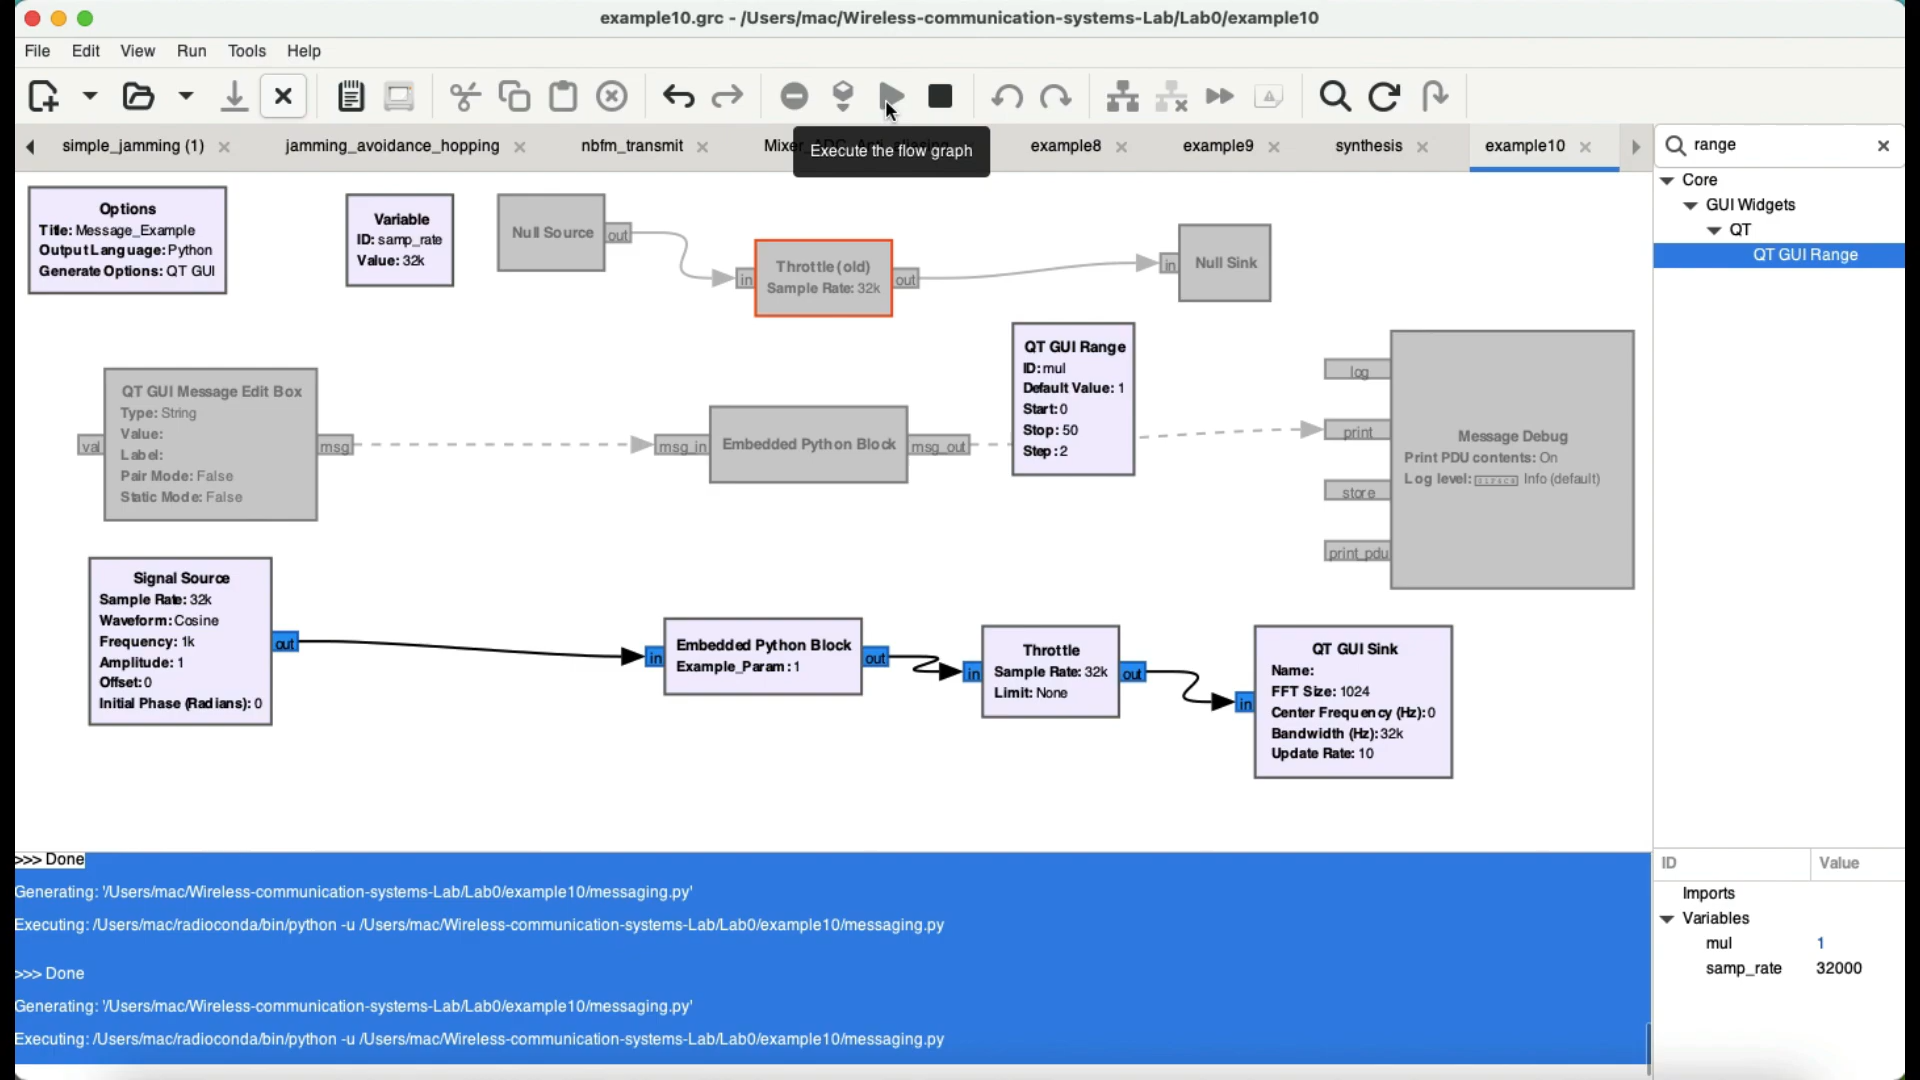 example10.grc - /Users/mac/Wireless-communication-systems-Lab/Lab0/example10
File Edit View Run Tools Help
simple_jamming (1) jamming_avoidance_hopping nbfm_transmit example8 example9 synthesis example10
Execute the flow graph
range
Core
GUI Widgets
QT
QT GUI Range
Options
Title: Message_Example
Output Language: Python
Generate Options: QT GUI
Variable
ID: samp_rate
Value: 32k
Null Source
out
in
Throttle (old)
Sample Rate: 32k
out
in
Null Sink
QT GUI Range
ID: mul
Default Value: 1
Start: 0
Stop: 50
Step: 2
val
QT GUI Message Edit Box
Type: String
Value:
Label:
Pair Mode: False
Static Mode: False
msg
msg_in
Embedded Python Block
msg_out
log
print
store
print_pdu
Message Debug
Print PDU contents: On
Log level: Info (default)
Signal Source
Sample Rate: 32k
Waveform: Cosine
Frequency: 1k
Amplitude: 1
Offset: 0
Initial Phase (Radians): 0
out
in
Embedded Python Block
Example_Param: 1
out
in
Throttle
Sample Rate: 32k
Limit: None
out
in
QT GUI Sink
Name:
FFT Size: 1024
Center Frequency (Hz): 0
Bandwidth (Hz): 32k
Update Rate: 10
>>> Done
Generating: '/Users/mac/Wireless-communication-systems-Lab/Lab0/example10/messaging.py'
Executing: /Users/mac/radioconda/bin/python -u /Users/mac/Wireless-communication-systems-Lab/Lab0/example10/messaging.py
>>> Done
Generating: '/Users/mac/Wireless-communication-systems-Lab/Lab0/example10/messaging.py'
Executing: /Users/mac/radioconda/bin/python -u /Users/mac/Wireless-communication-systems-Lab/Lab0/example10/messaging.py
ID Value
Imports
Variables
mul 1
samp_rate 32000